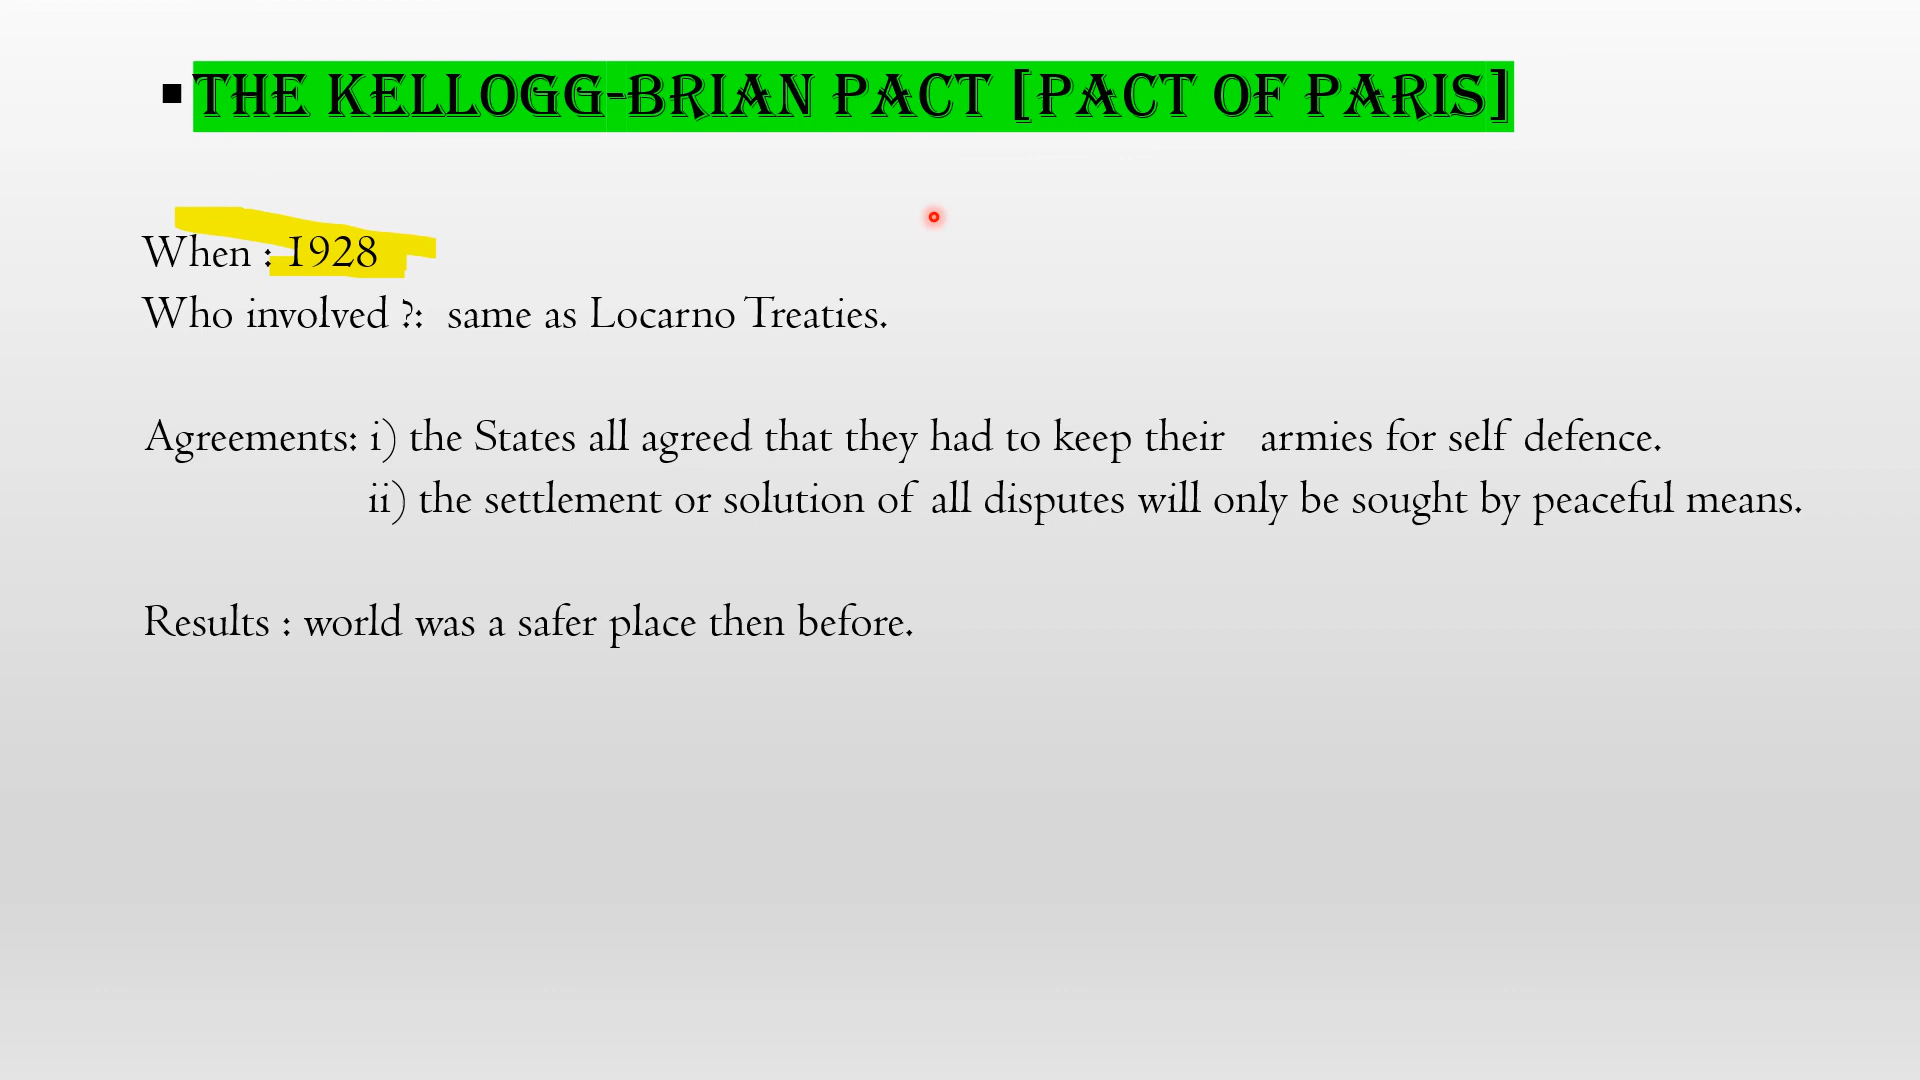 THE KELLOGG-BRIAN PACT [PACT OF PARIS]
When : 1928
Who involved ?: same as Locarno Treaties.
Agreements: i) the States all agreed that they had to keep their armies for self defence.
ii) the settlement or solution of all disputes will only be sought by peaceful means.
Results : world was a safer place then before.